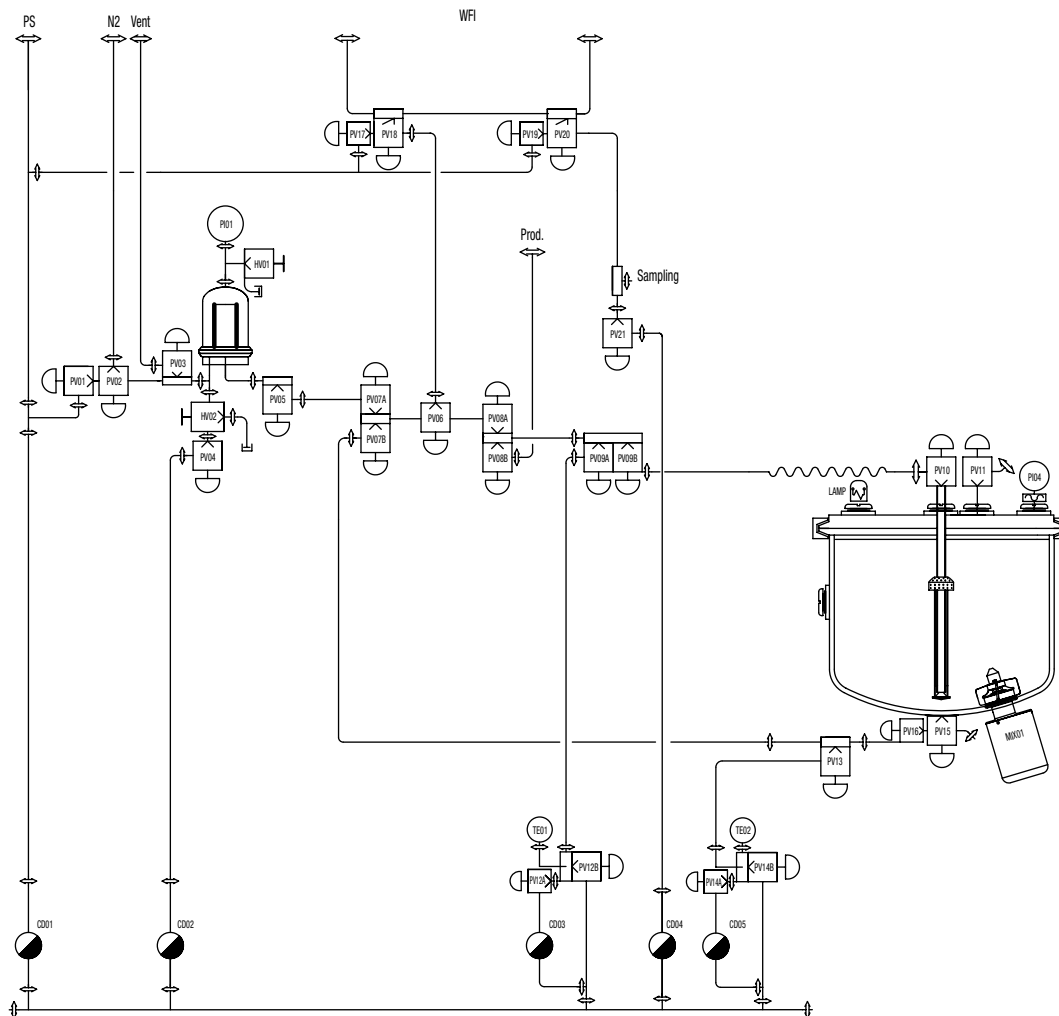 PS
N2
Vent
WFI
PV17
PV18
PV19
PV20
PI01
HV01
Prod.
Sampling
PV21
PV03
PV01
PV02
PV05
PV07A
PV06
PV08A
HV02
PV07B
PV08B
PV04
PV09A
PV09B
PV10
PV11
PI04
LAMP
PV16
PV15
MIX01
PV13
TE01
TE02
PV12B
PV14B
PV12A
PV14A
CD01
CD02
CD03
CD04
CD05